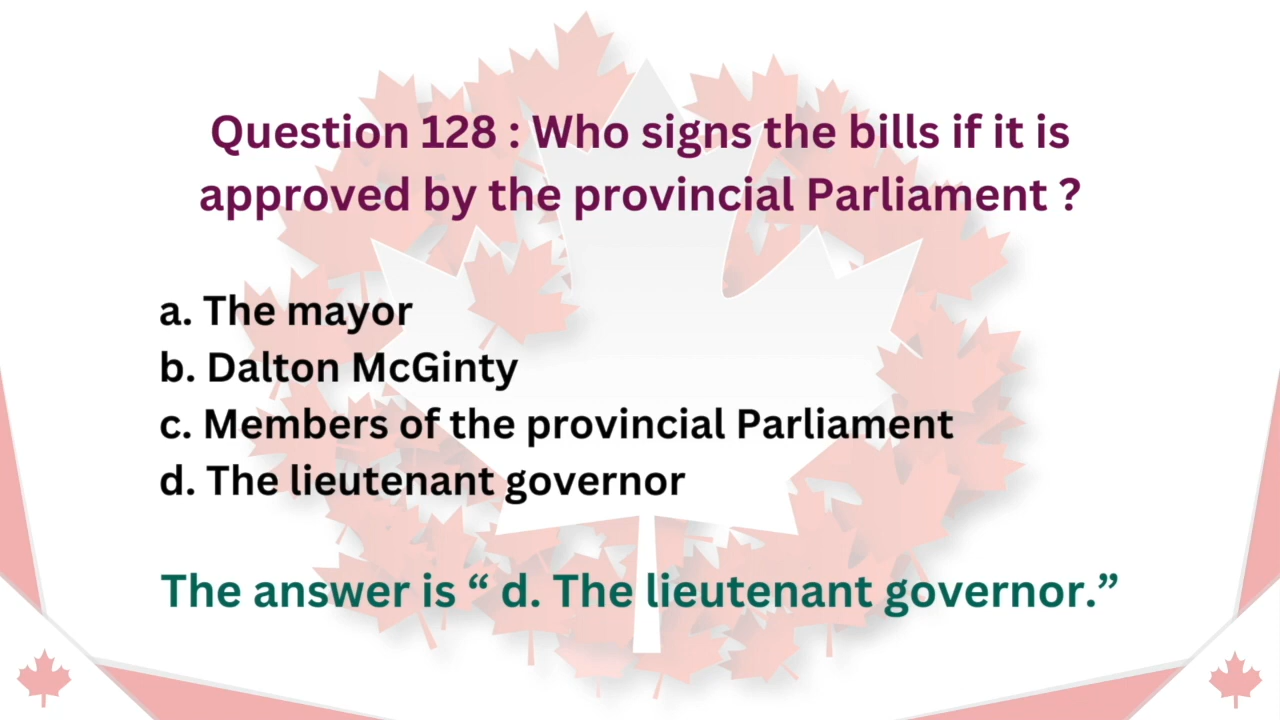 Question 128 : Who signs the bills if it is
approved by the provincial Parliament ?
a. The mayor
b. Dalton McGinty
c. Members of the provincial Parliament
d. The lieutenant governor
The answer is “ d. The lieutenant governor.”